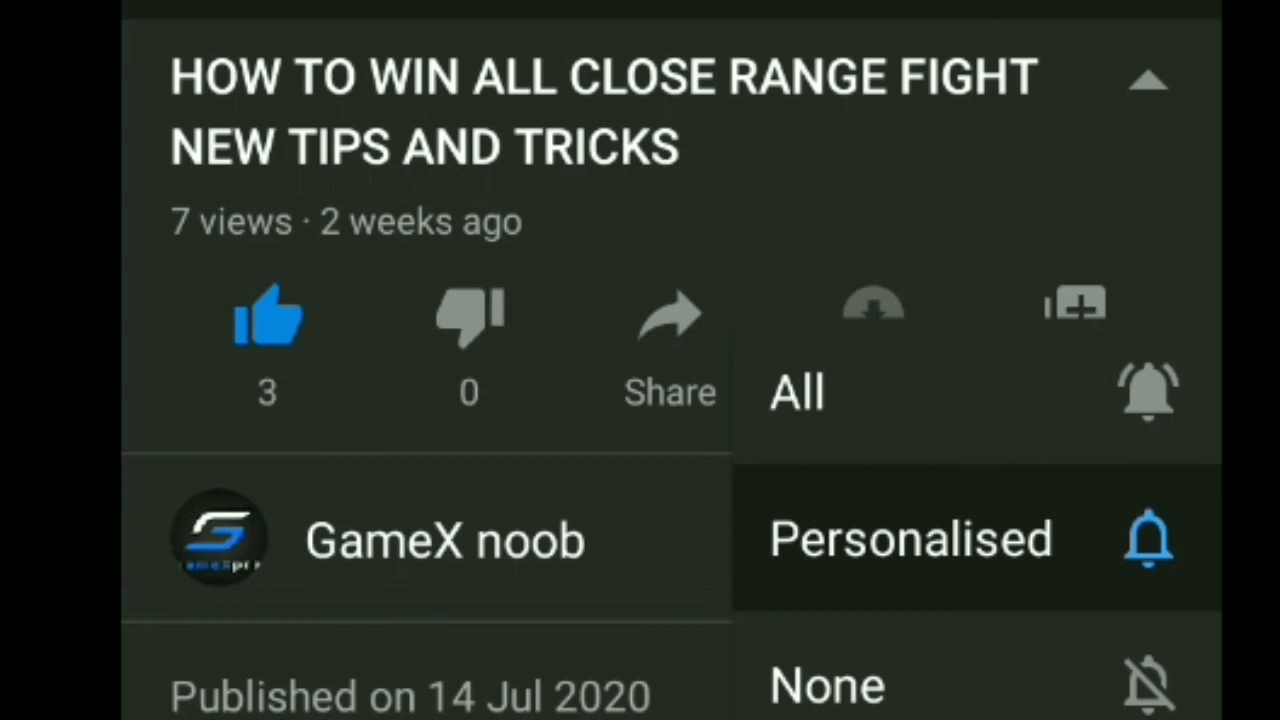 HOW TO WIN ALL CLOSE RANGE FIGHT
NEW TIPS AND TRICKS
7 views · 2 weeks ago
3
0
Share
All
GameX noob
Personalised
Published on 14 Jul 2020
None